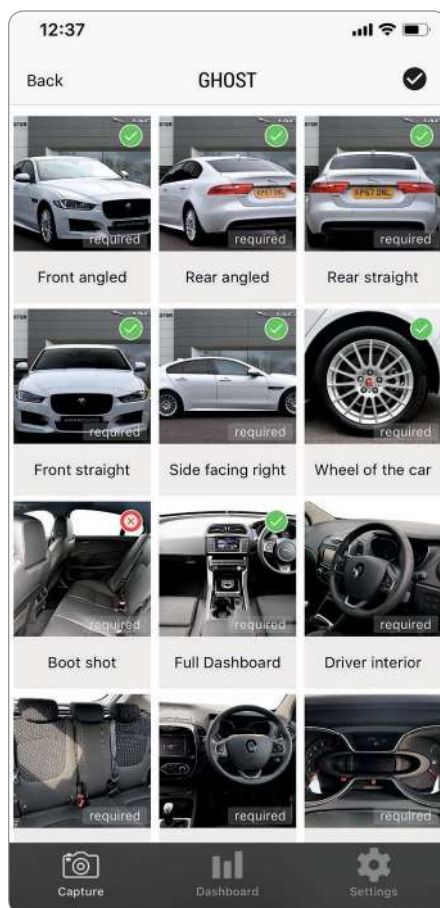 12:37
Back GHOST
required required required
Front angled Rear angled Rear straight
required required required
Front straight Side facing right Wheel of the car
required required required
Boot shot Full Dashboard Driver interior
required required required
Capture Dashboard Settings